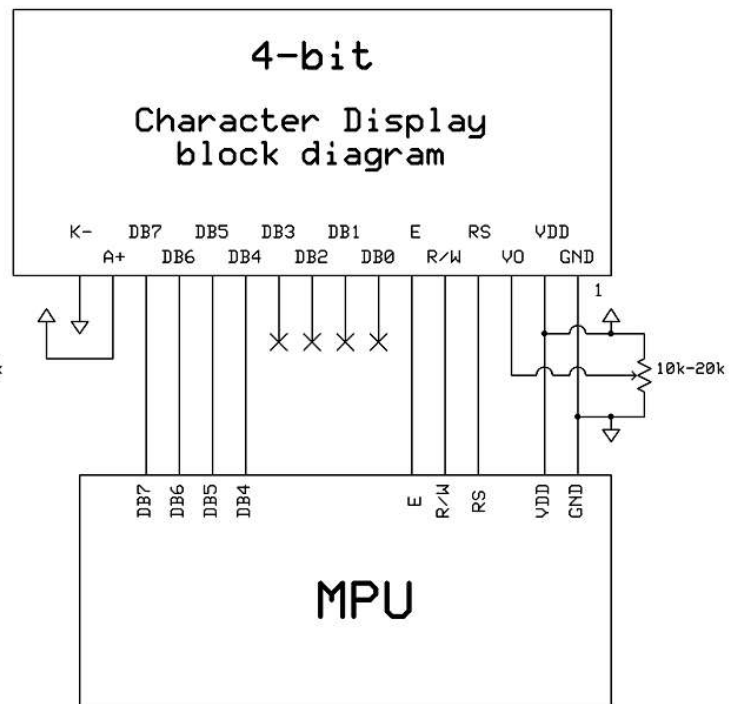 4-bit
Character Display
block diagram
K- DB7 DB5 DB3 DB1 E RS VDD
A+ DB6 DB4 DB2 DB0 R/W VO GND
1
10k-20k
DB7 DB6 DB5 DB4 E R/W RS VDD GND
MPU